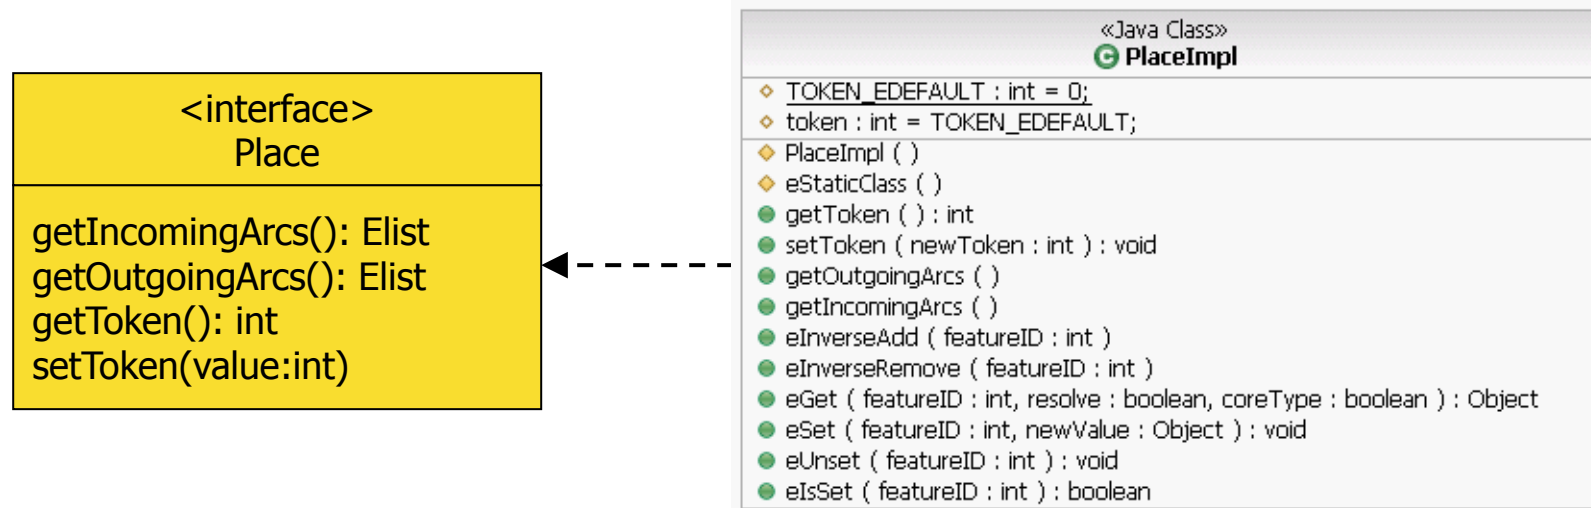 <interface>
Place
getIncomingArcs(): Elist
getOutgoingArcs(): Elist
getToken(): int
setToken(value:int)
«Java Class»
PlaceImpl
TOKEN_EDEFAULT : int = 0;
token : int = TOKEN_EDEFAULT;
PlaceImpl ( )
eStaticClass ( )
getToken ( ) : int
setToken ( newToken : int ) : void
getOutgoingArcs ( )
getIncomingArcs ( )
eInverseAdd ( featureID : int )
eInverseRemove ( featureID : int )
eGet ( featureID : int, resolve : boolean, coreType : boolean ) : Object
eSet ( featureID : int, newValue : Object ) : void
eUnset ( featureID : int ) : void
eIsSet ( featureID : int ) : boolean